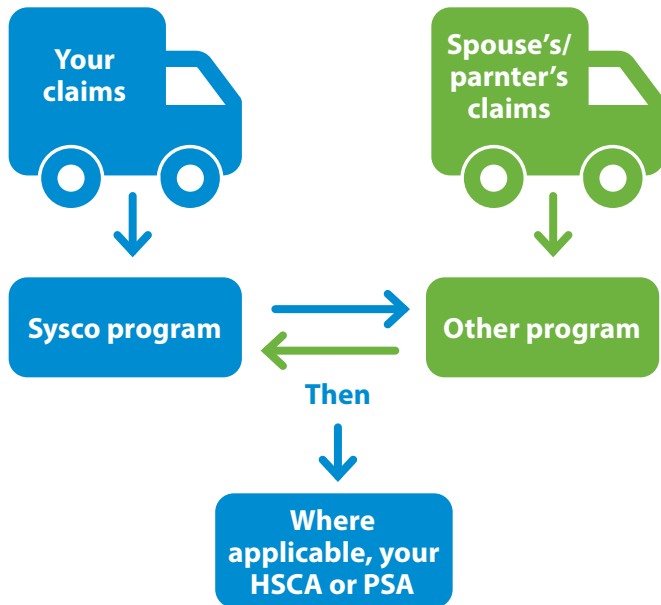 Your
claims
Spouse's/
parnter's
claims
Sysco program
Other program
Then
Where
applicable, your
HSCA or PSA